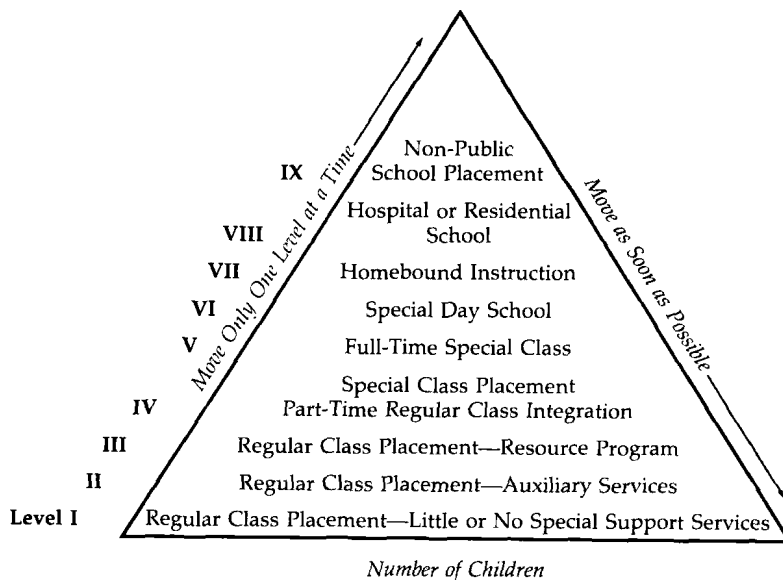 Non-Public
IX School Placement
Hospital or Residential
VIII School
VII Homebound Instruction
VI Special Day School
V Full-Time Special Class
Special Class Placement
IV Part-Time Regular Class Integration
III Regular Class Placement—Resource Program
II Regular Class Placement—Auxiliary Services
Level I Regular Class Placement—Little or No Special Support Services
Move Only One Level at a Time
Move as Soon as Possible
Number of Children